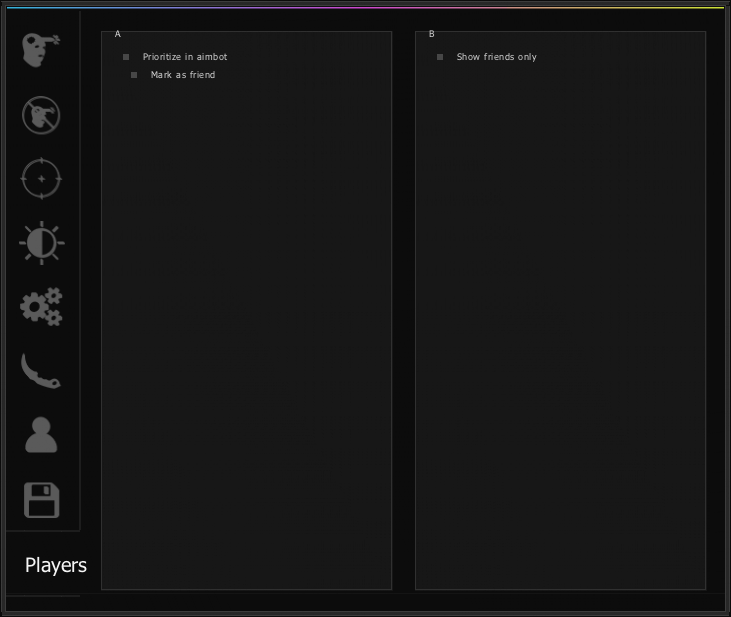 A
Prioritize in aimbot
Mark as friend
B
Show friends only
Players